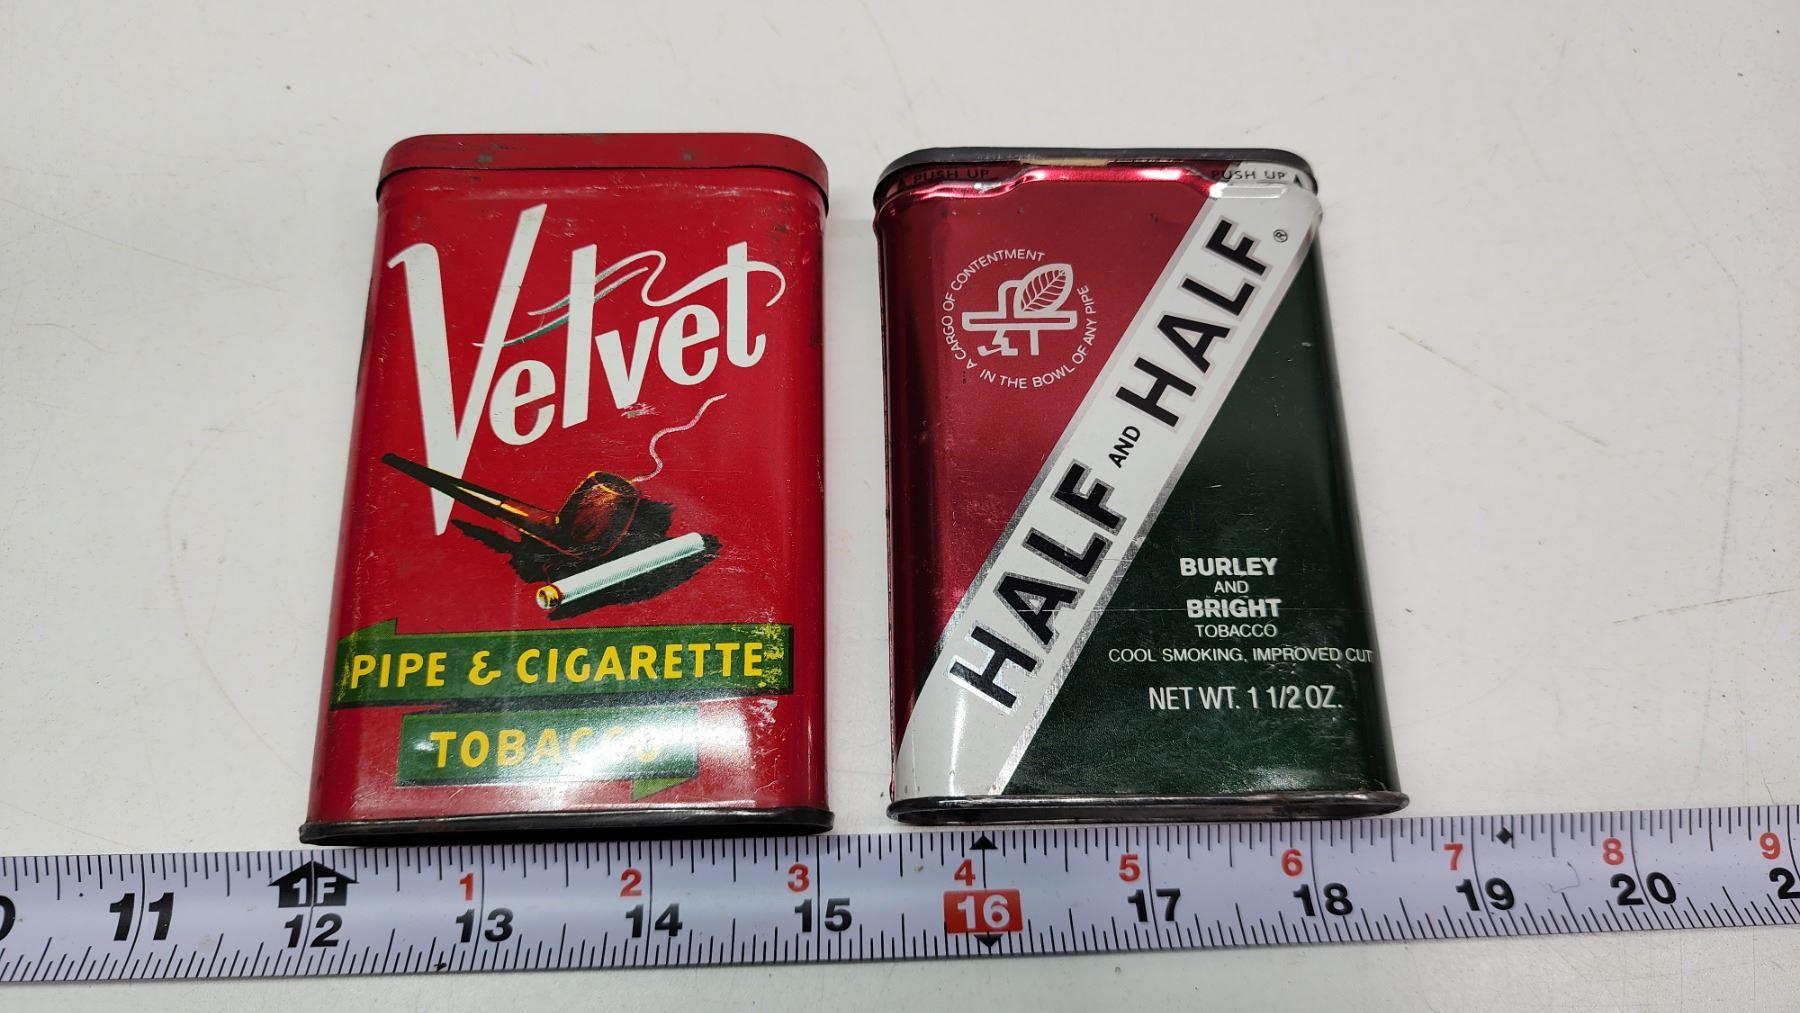 Velvet
PIPE & CIGARETTE
TOBACCO
PUSH UP
PUSH UP
A CARGO OF CONTENTMENT
IN THE BOWL OF ANY PIPE
HALF AND HALF ®
BURLEY
AND
BRIGHT
TOBACCO
COOL SMOKING, IMPROVED CUT
NET WT. 1 1/2 OZ.
1F 1 2 3 4 5 6 7 8 9
11 12 13 14 15 16 17 18 19 20